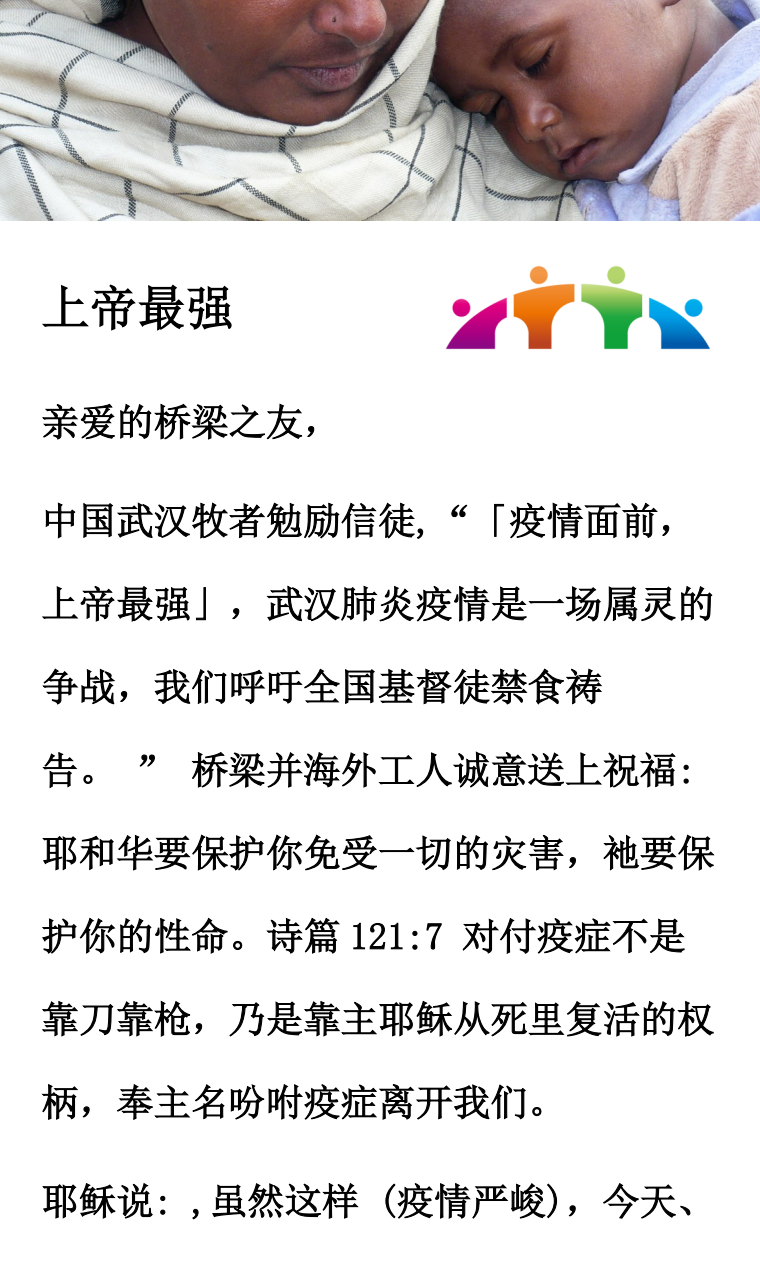 上帝最强
亲爱的桥梁之友，
中国武汉牧者勉励信徒,“「疫情面前，
上帝最强」，武汉肺炎疫情是一场属灵的
争战，我们呼吁全国基督徒禁食祷
告。 ” 桥梁并海外工人诚意送上祝福:
耶和华要保护你免受一切的灾害，祂要保
护你的性命。诗篇 121:7 对付疫症不是
靠刀靠枪，乃是靠主耶稣从死里复活的权
柄，奉主名吩咐疫症离开我们。
耶稣说: ,虽然这样 (疫情严峻)，今天、